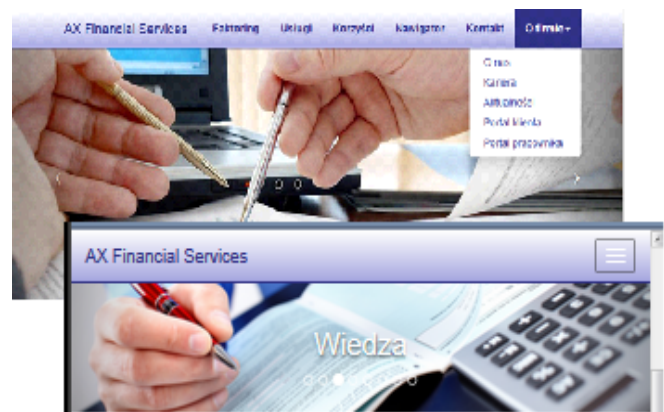 AX Financial Services Faktoring Usługi Korzyści Nawigator Kontakt O firmie
O nas
Kariera
Aktualności
Portal klienta
Portal pracownika
AX Financial Services
Wiedza